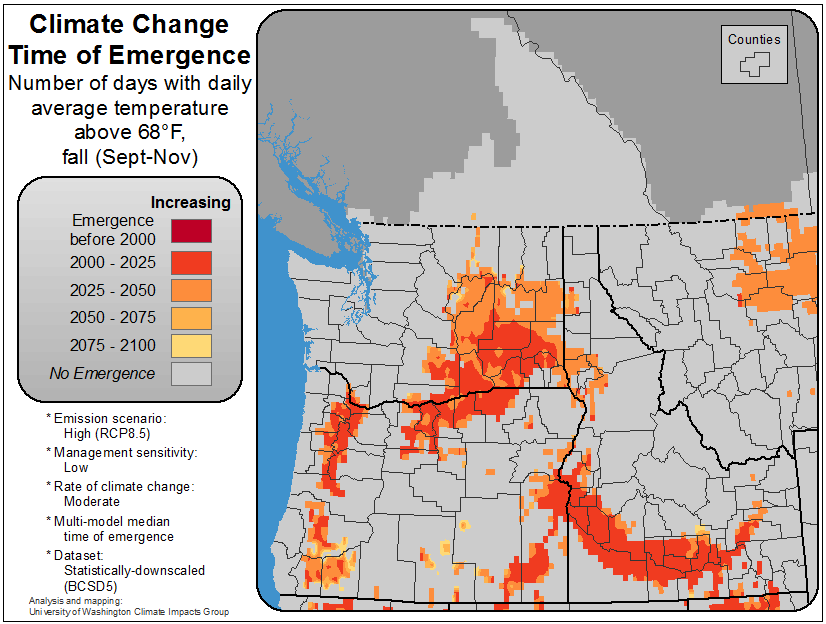 Climate Change
Time of Emergence
Number of days with daily
average temperature
above 68°F,
fall (Sept-Nov)
Increasing
Emergence
before 2000
2000 - 2025
2025 - 2050
2050 - 2075
2075 - 2100
No Emergence
* Emission scenario:
High (RCP8.5)
* Management sensitivity:
Low
* Rate of climate change:
Moderate
* Multi-model median
time of emergence
* Dataset:
Statistically-downscaled
(BCSD5)
Analysis and mapping:
University of Washington Climate Impacts Group
Counties